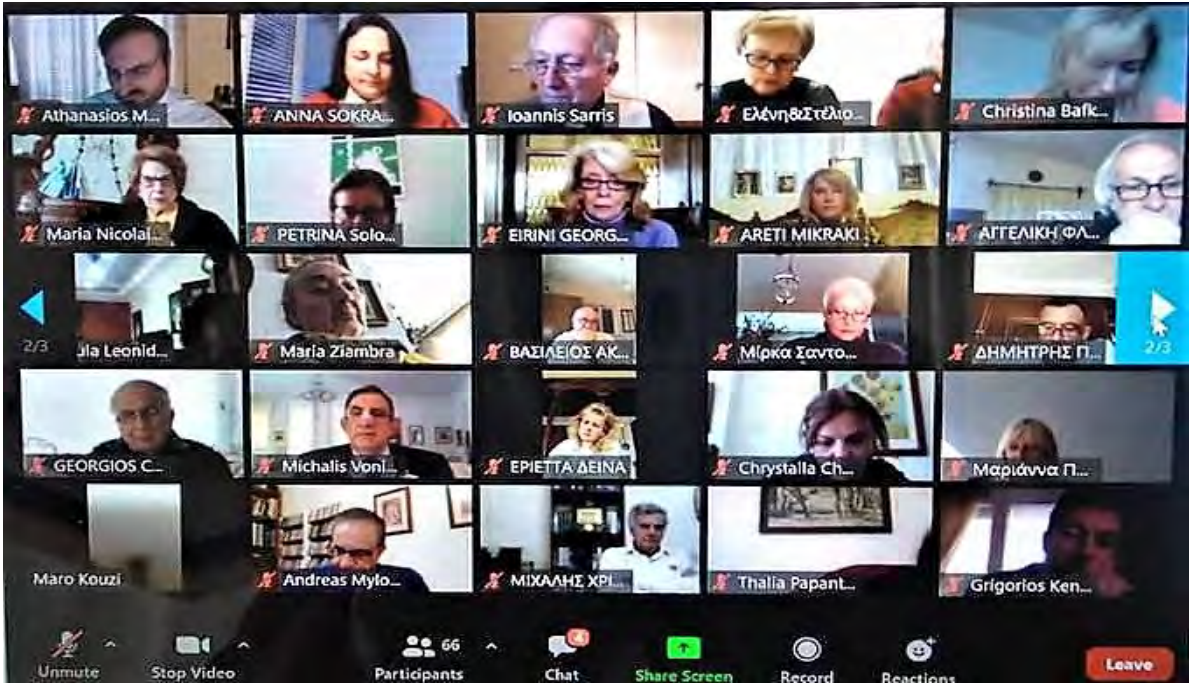 Athanasios M...
ANNA SOKRA...
Ioannis Sarris
Ελένη&Στέλιο...
Christina Bafk...
Maria Nicolai...
PETRINA Solo...
EIRINI GEORG...
ARETI MIKRAKI
ΑΓΓΕΛΙΚΗ ΦΛ...
2/3
ula Leonid...
Maria Ziambra
ΒΑΣΙΛΕΙΟΣ ΑΚ...
Μίρκα Σαντο...
ΔΗΜΗΤΡΗΣ Π...
2/3
GEORGIOS C...
Michalis Voni...
ΕΡΙΕΤΤΑ ΔΕΙΝΑ
Chrystalla Ch...
Μαριάννα Π...
Maro Kouzi
Andreas Mylo...
ΜΙΧΑΛΗΣ ΧΡΙ...
Thalia Papant...
Grigorios Ken...
Unmute
Stop Video
66
Participants
4
Chat
Share Screen
Record
Reactions
Leave